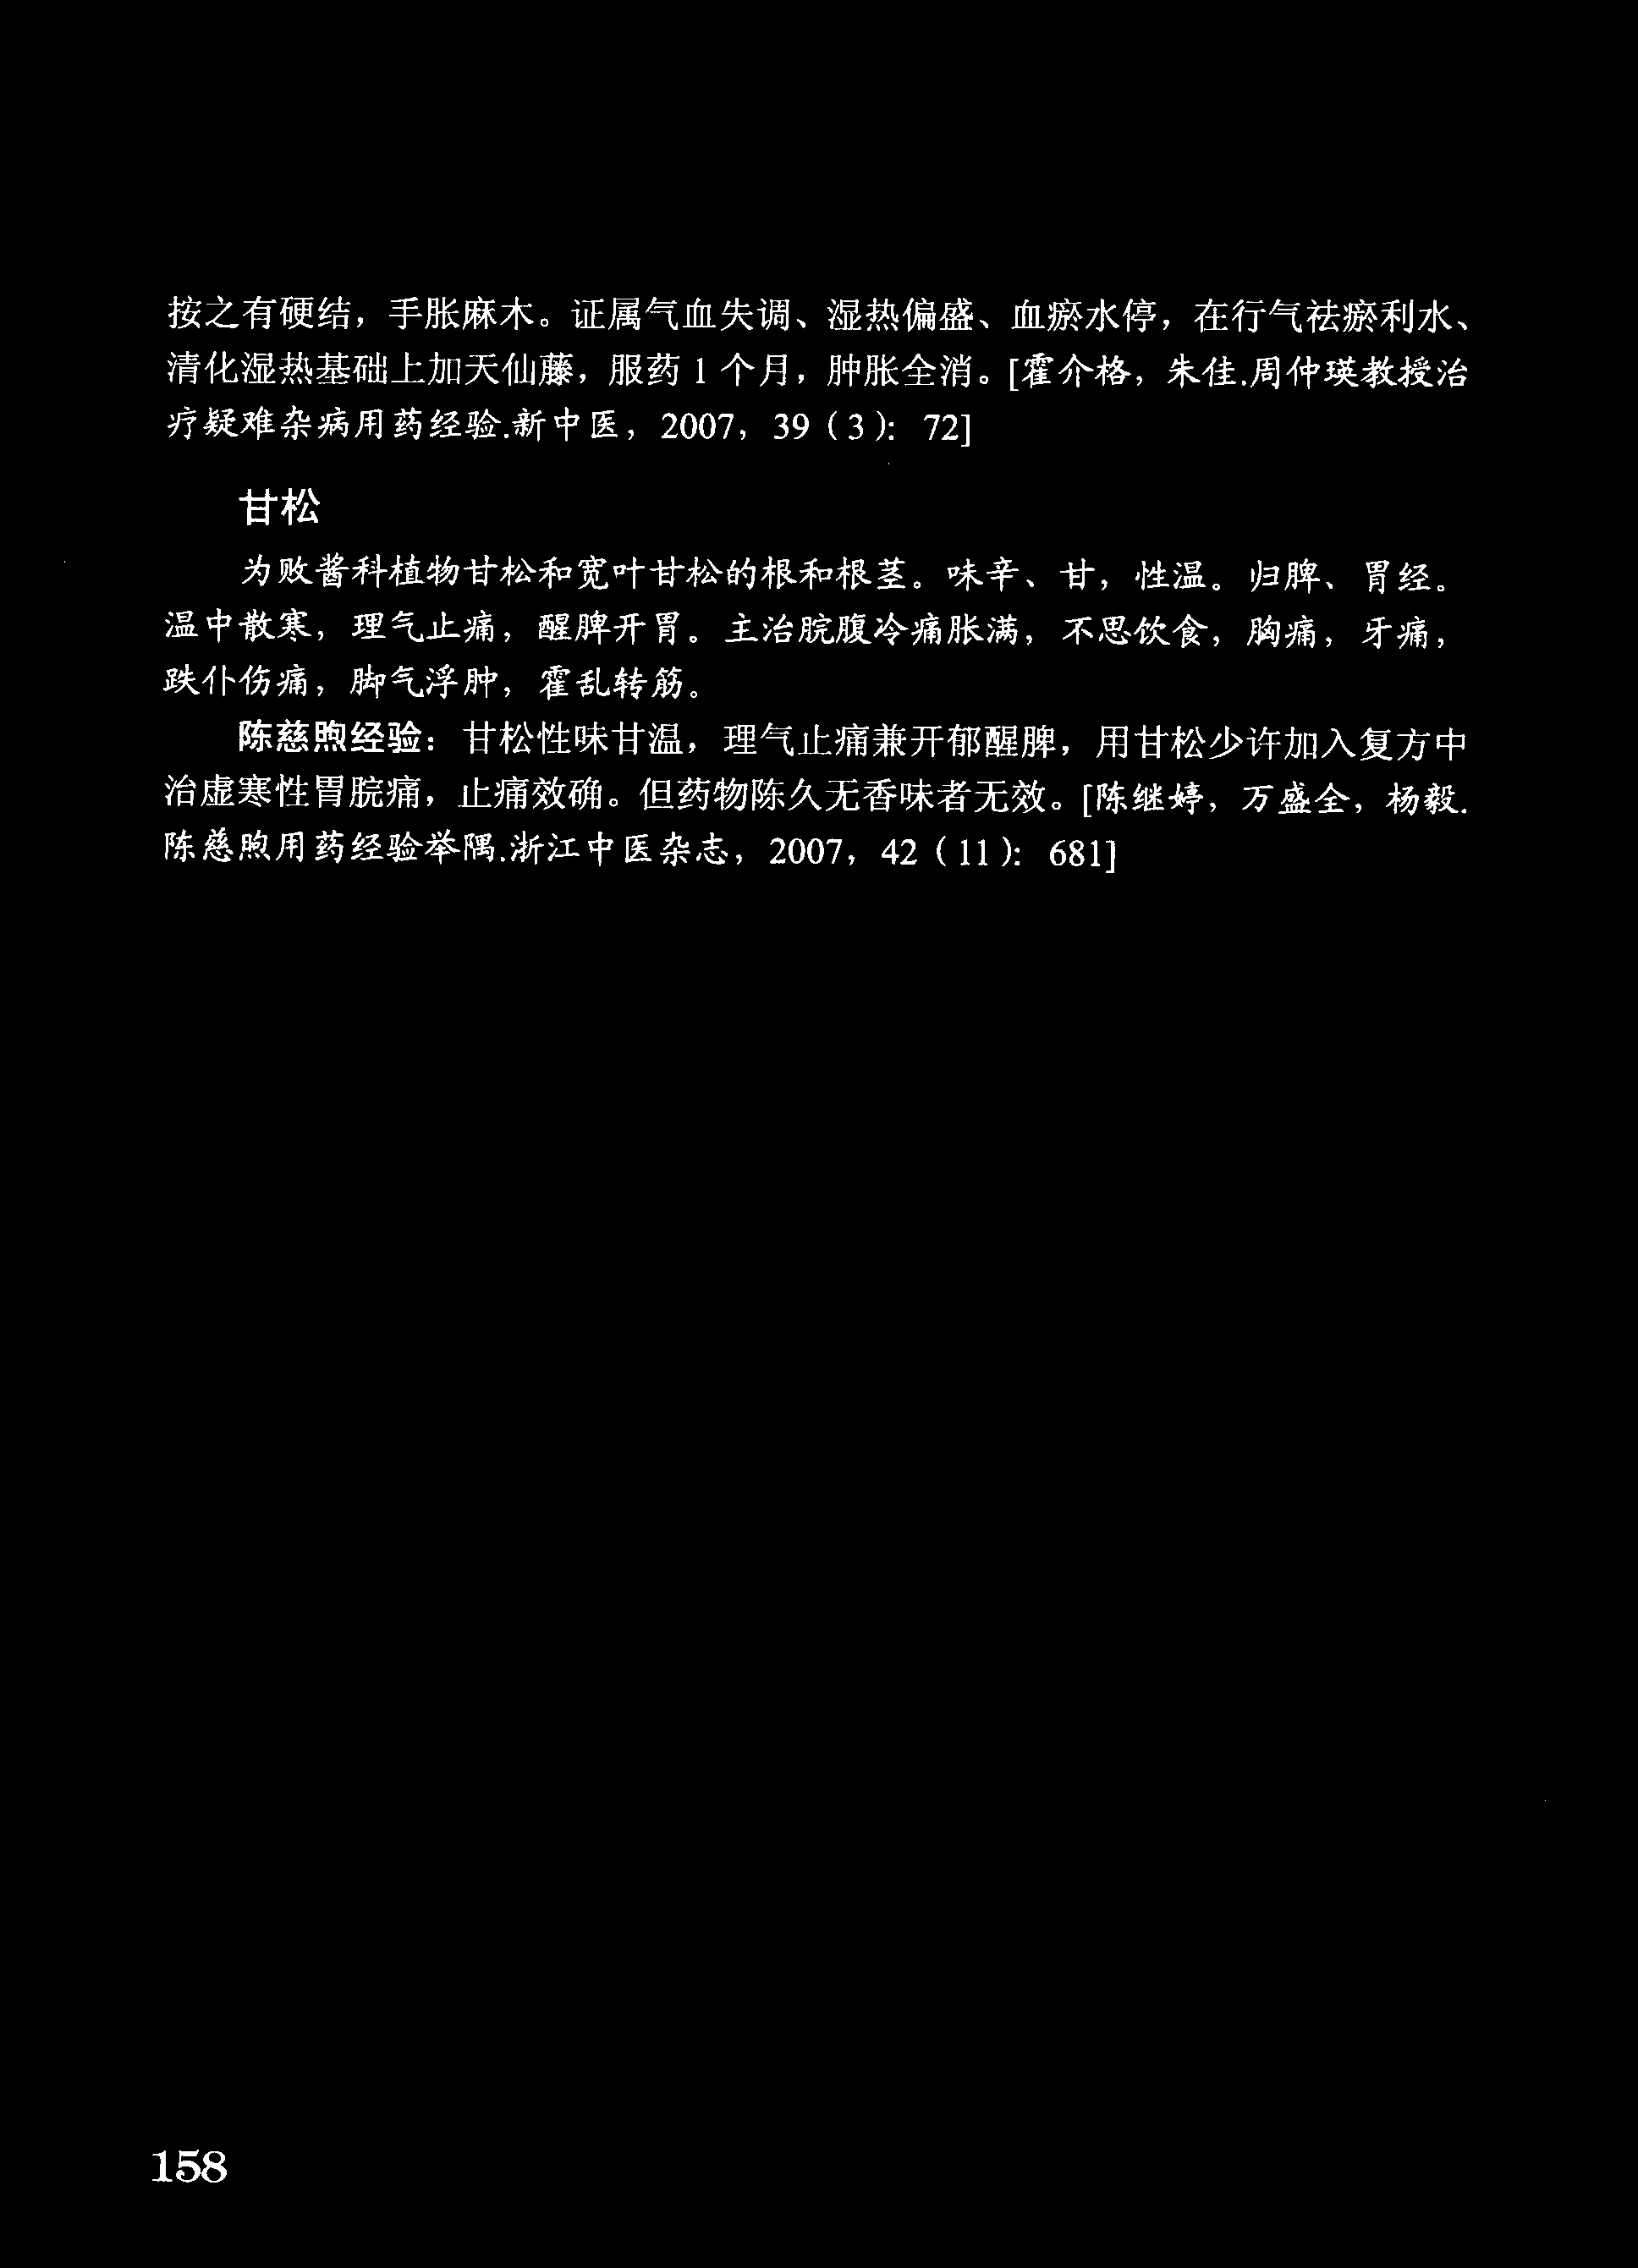 按之有硬结，手胀麻木。证属气血失调、湿热偏盛、血瘀水停，在行气祛瘀利水、
清化湿热基础上加天仙藤，服药 1 个月，肿胀全消。[霍介格，朱佳.周仲瑛教授治
疗疑难杂病用药经验.新中医，2007，39（3）：72]
甘松
为败酱科植物甘松和宽叶甘松的根和根茎。味辛、甘，性温。归脾、胃经。
温中散寒，理气止痛，醒脾开胃。主治脘腹冷痛胀满，不思饮食，胸痛，牙痛，
跌仆伤痛，脚气浮肿，霍乱转筋。
陈慈煦经验：甘松性味甘温，理气止痛兼开郁醒脾，用甘松少许加入复方中
治虚寒性胃脘痛，止痛效确。但药物陈久无香味者无效。[陈继婷，万盛全，杨毅.
陈慈煦用药经验举隅.浙江中医杂志，2007，42（11）：681]
158